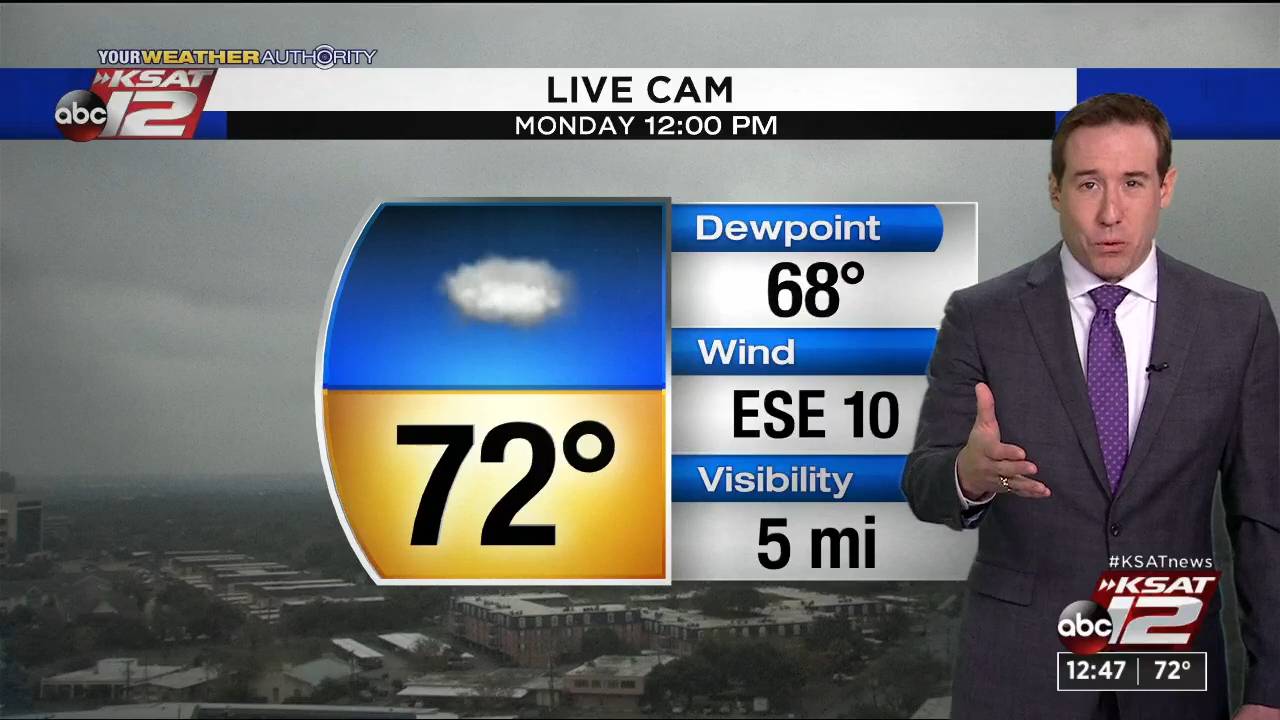 YOURWEATHERAUTHORITY
KSAT
abc 12
LIVE CAM
MONDAY 12:00 PM
72°
Dewpoint
68°
Wind
ESE 10
Visibility
5 mi
#KSATnews
KSAT
abc 12
12:47 | 72°